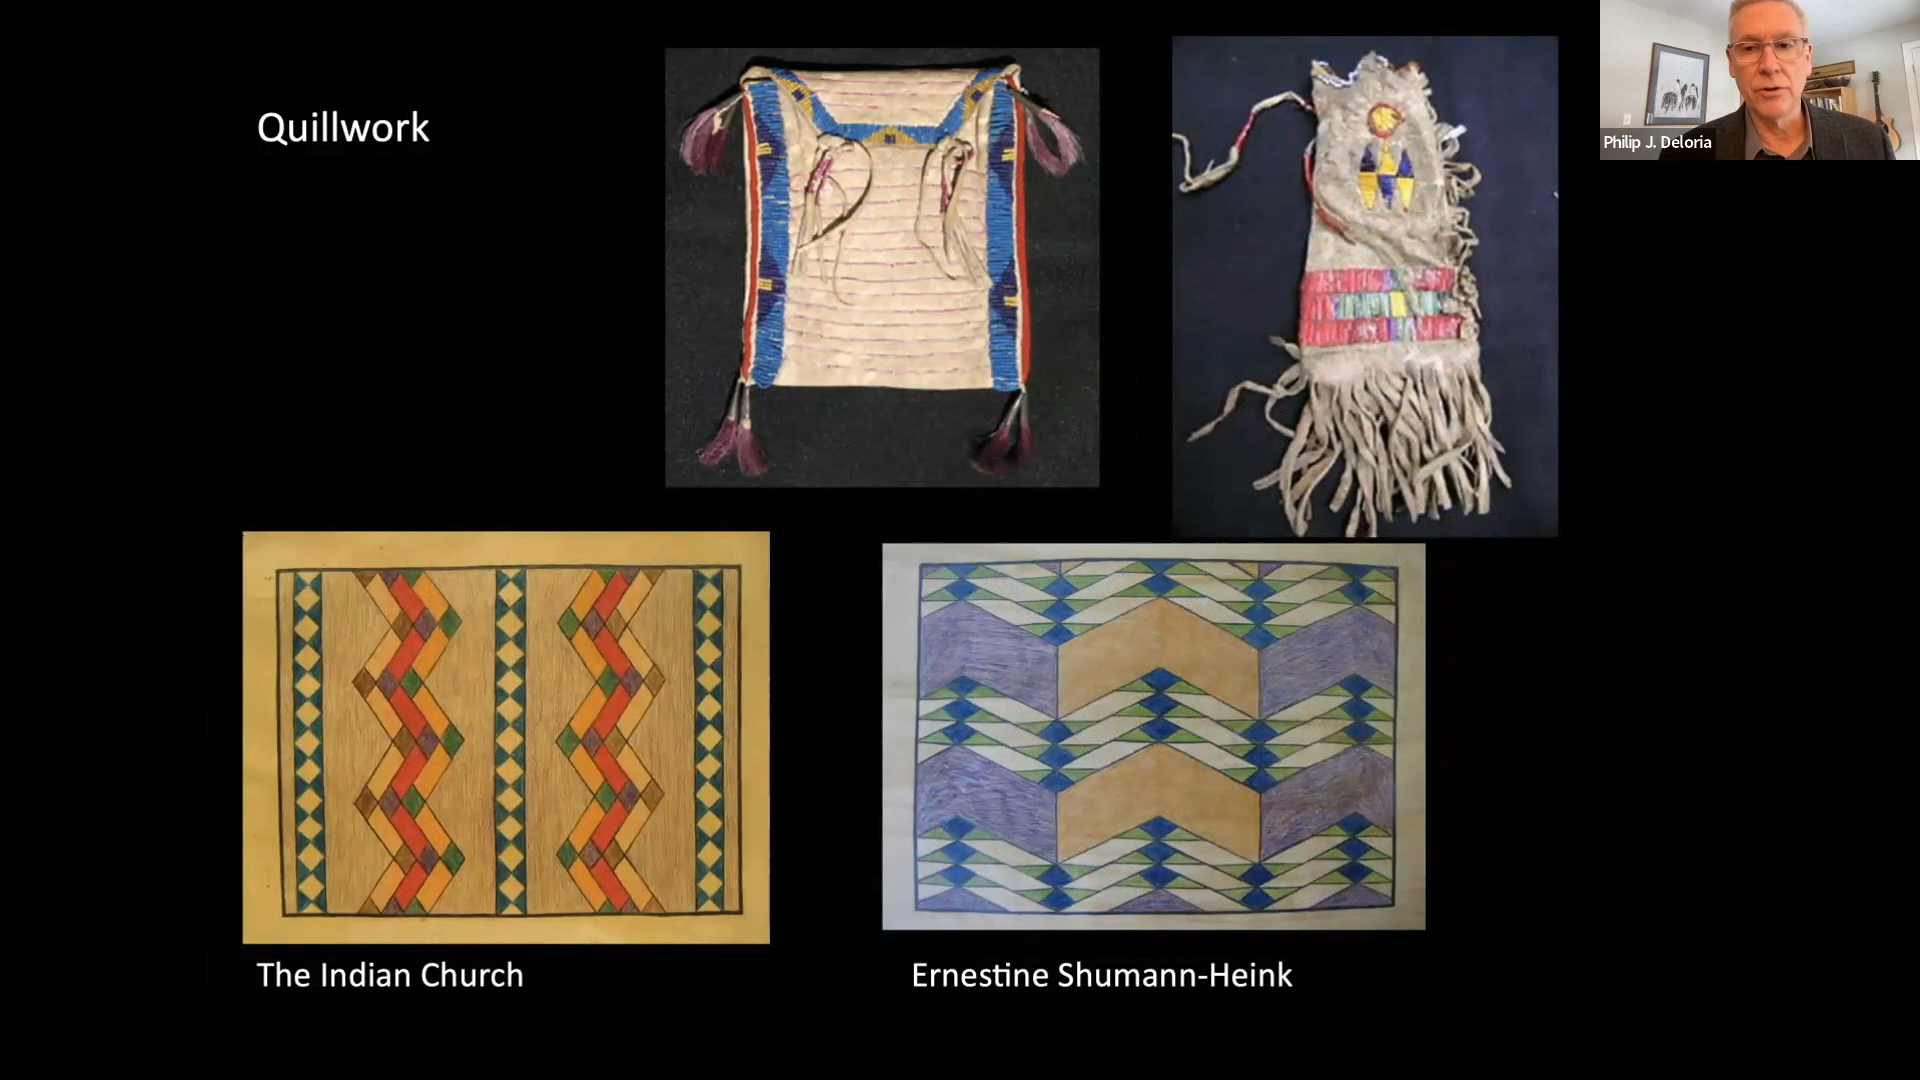 Quillwork
Philip J. Deloria
The Indian Church
Ernestine Shumann-Heink